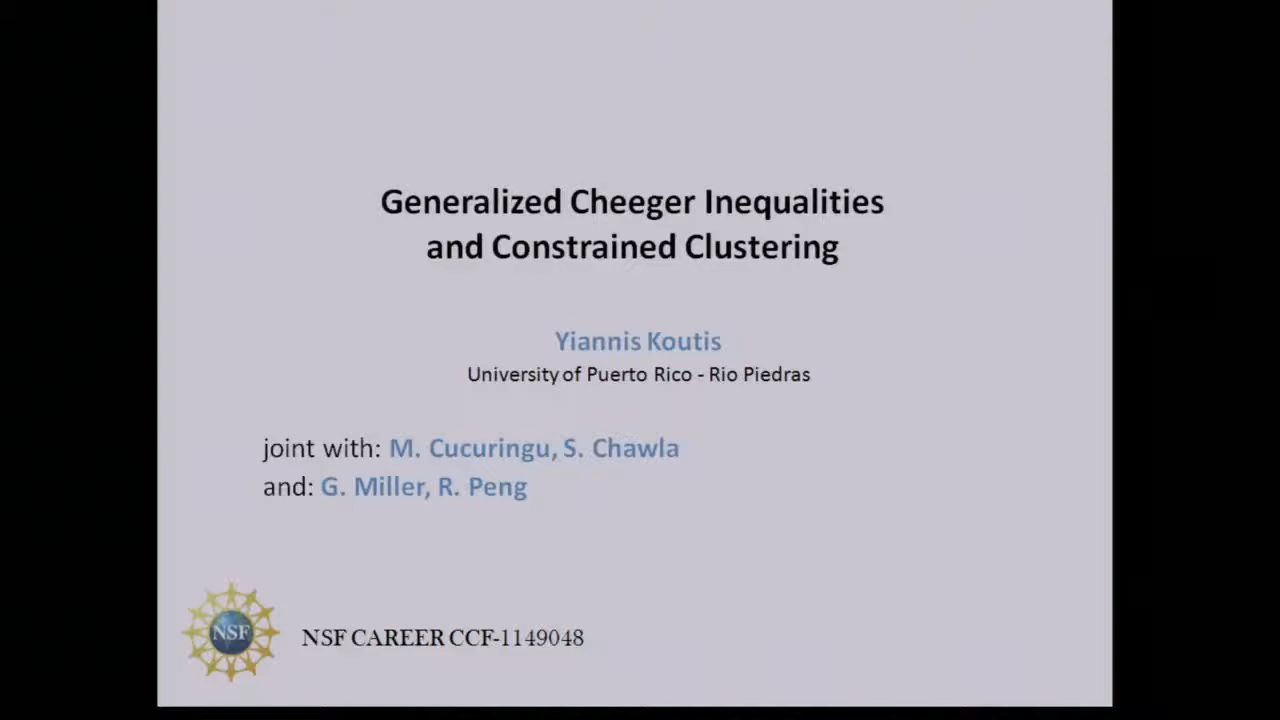 Generalized Cheeger Inequalities
and Constrained Clustering
Yiannis Koutis
University of Puerto Rico - Rio Piedras
joint with: M. Cucuringu, S. Chawla
and: G. Miller, R. Peng
NSF
NSF CAREER CCF-1149048